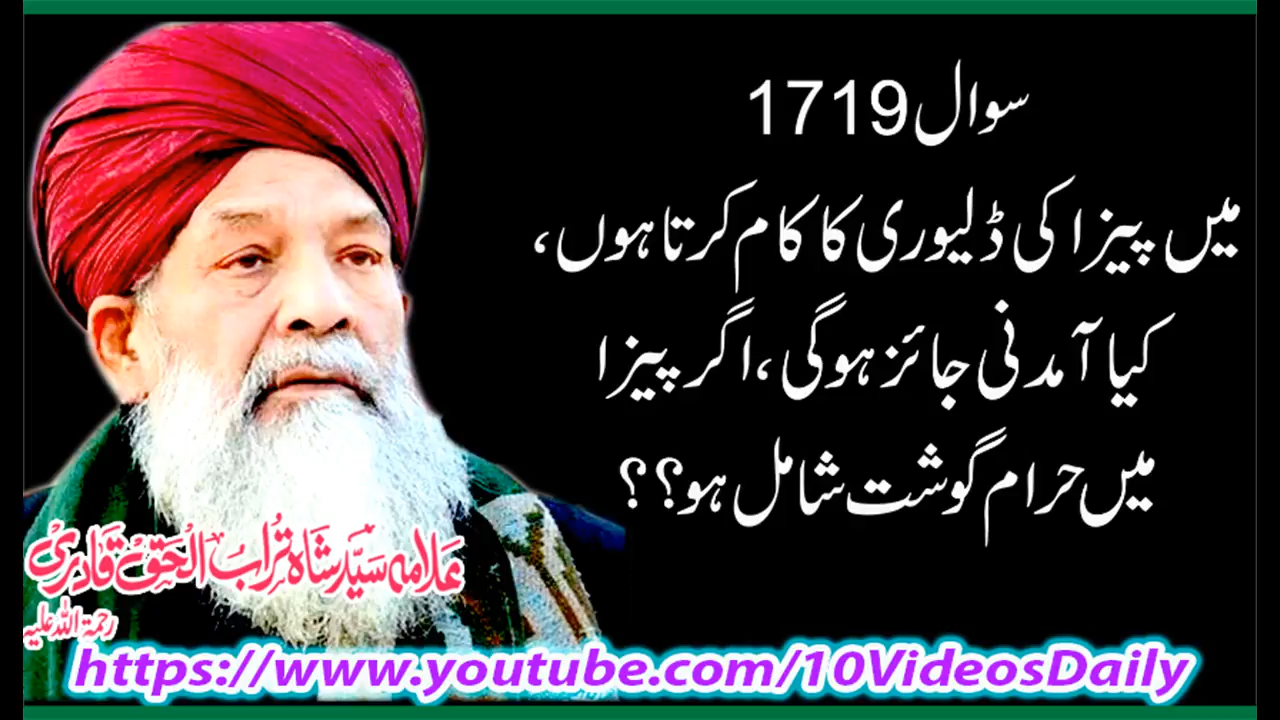 سوال 1719
میں پیزا کی ڈلیوری کا کام کرتا ہوں،
کیا آمدنی جائز ہوگی، اگر پیزا
میں حرام گوشت شامل ہو؟؟
علامہ سید شاہ تراب الحق قادری
رحمۃ اللہ علیہ
https://www.youtube.com/10VideosDaily